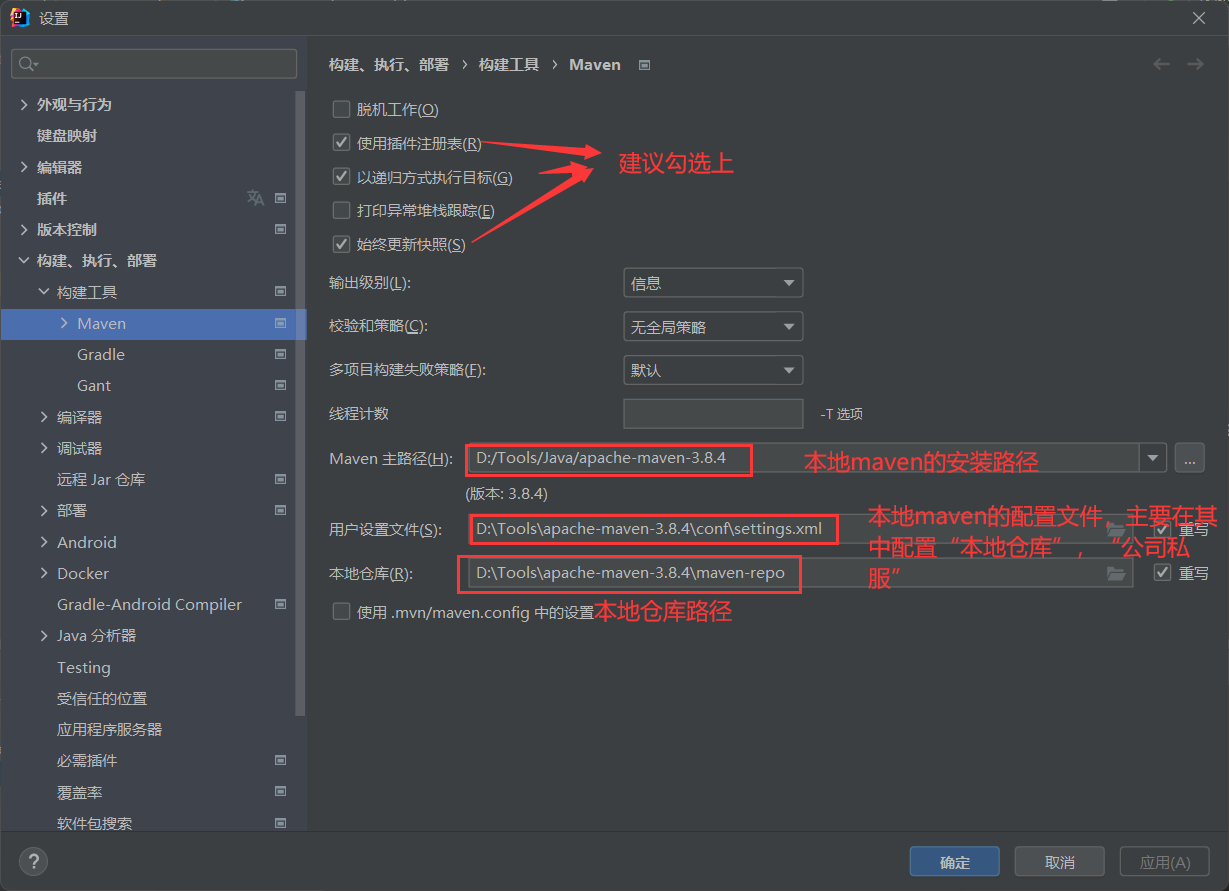 设置
构建、执行、部署 › 构建工具 › Maven
外观与行为
键盘映射
编辑器
插件
版本控制
构建、执行、部署
构建工具
Maven
Gradle
Gant
编译器
调试器
远程 Jar 仓库
部署
Android
Docker
Gradle-Android Compiler
Java 分析器
Testing
受信任的位置
应用程序服务器
必需插件
覆盖率
软件包搜索
脱机工作(O)
使用插件注册表(R)
以递归方式执行目标(G)
建议勾选上
打印异常堆栈跟踪(E)
始终更新快照(S)
输出级别(L): 信息
校验和策略(C): 无全局策略
多项目构建失败策略(F): 默认
线程计数 -T 选项
Maven 主路径(H): D:/Tools/Java/apache-maven-3.8.4 ...
本地maven的安装路径
(版本: 3.8.4)
用户设置文件(S): D:\Tools\apache-maven-3.8.4\conf\settings.xml 重写
本地maven的配置文件，主要在其
中配置“本地仓库”，“公司私
服”
本地仓库(R): D:\Tools\apache-maven-3.8.4\maven-repo 重写
使用 .mvn/maven.config 中的设置
本地仓库路径
?
确定 取消 应用(A)